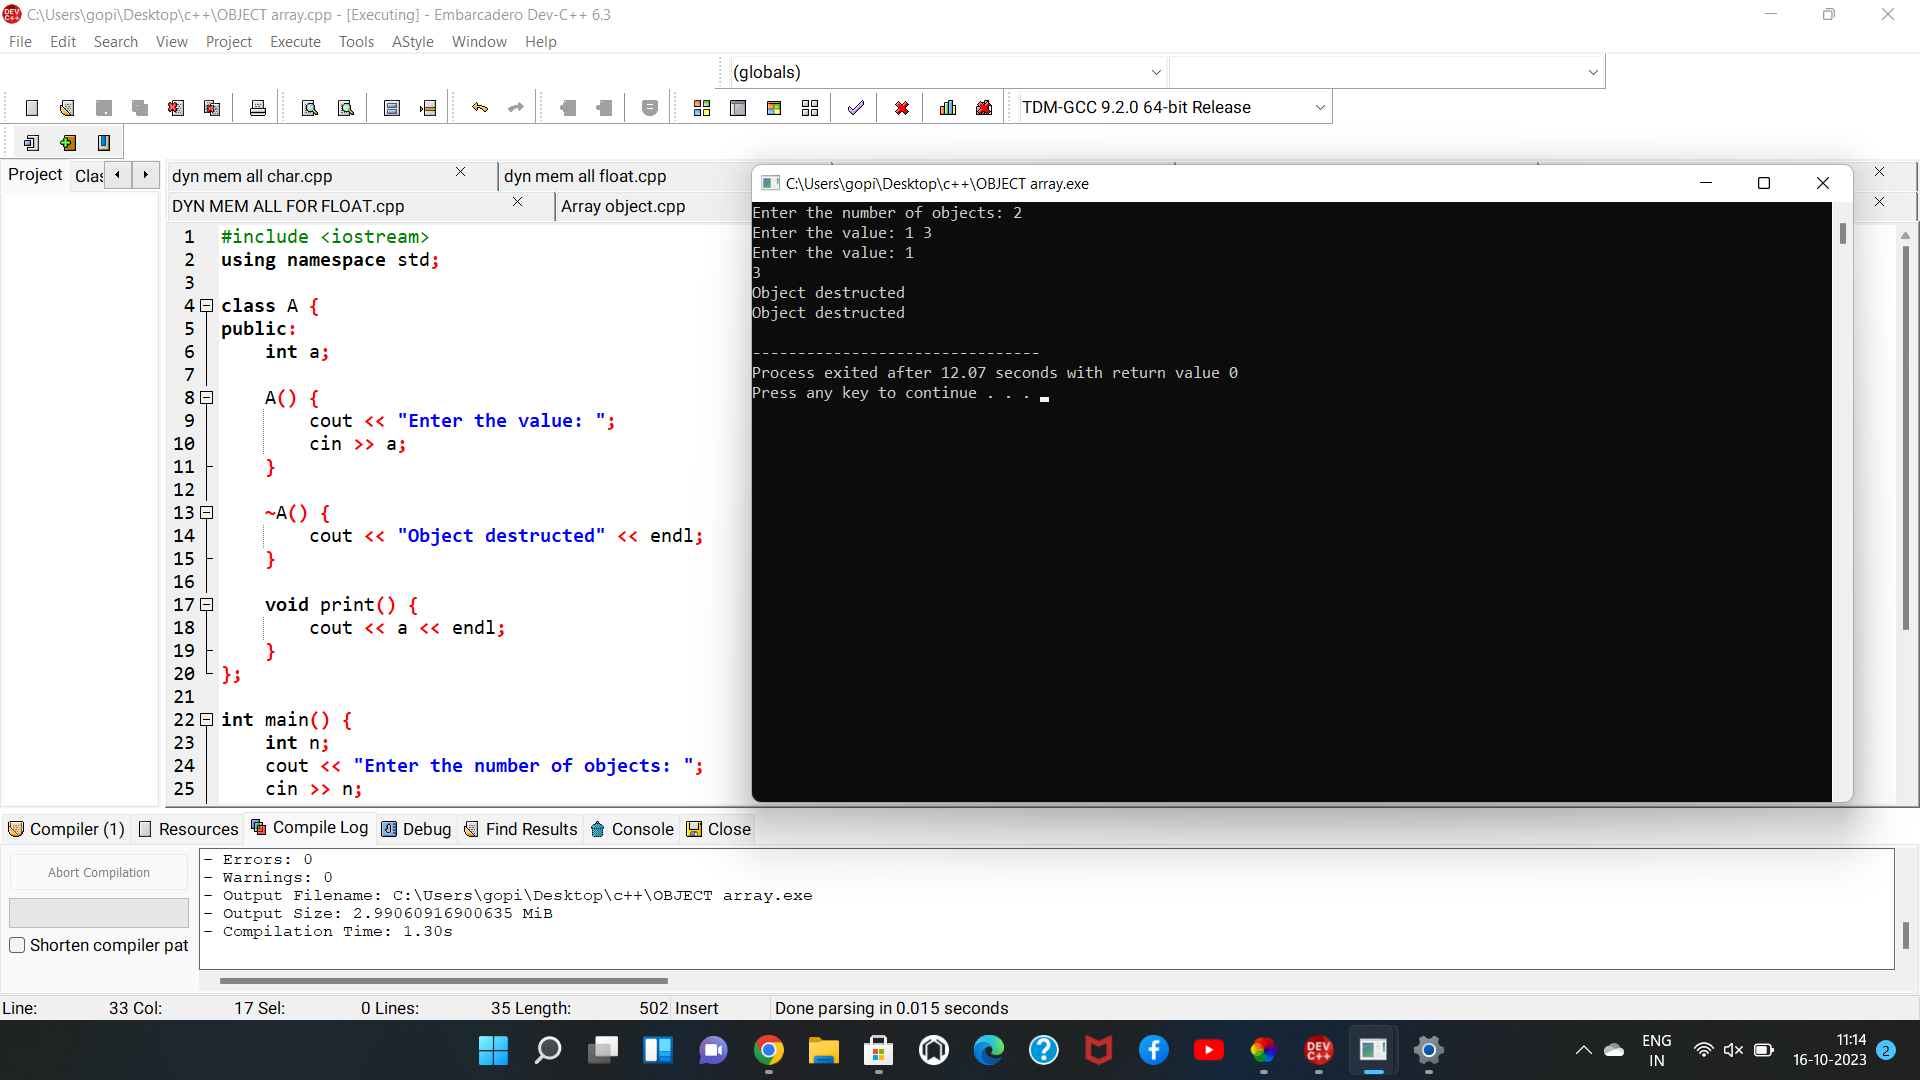 C:\Users\gopi\Desktop\c++\OBJECT array.cpp - [Executing] - Embarcadero Dev-C++ 6.3
File Edit Search View Project Execute Tools AStyle Window Help
(globals)
TDM-GCC 9.2.0 64-bit Release
Project Clas
dyn mem all char.cpp
dyn mem all float.cpp
DYN MEM ALL FOR FLOAT.cpp
Array object.cpp
1 #include <iostream>
2 using namespace std;
3
4 class A {
5 public:
6 int a;
7
8 A() {
9 cout << "Enter the value: ";
10 cin >> a;
11 }
12
13 ~A() {
14 cout << "Object destructed" << endl;
15 }
16
17 void print() {
18 cout << a << endl;
19 }
20 };
21
22 int main() {
23 int n;
24 cout << "Enter the number of objects: ";
25 cin >> n;
C:\Users\gopi\Desktop\c++\OBJECT array.exe
Enter the number of objects: 2
Enter the value: 1 3
Enter the value: 1
3
Object destructed
Object destructed
--------------------------------
Process exited after 12.07 seconds with return value 0
Press any key to continue . . .
Compiler (1) Resources Compile Log Debug Find Results Console Close
Abort Compilation
Shorten compiler pat
- Errors: 0
- Warnings: 0
- Output Filename: C:\Users\gopi\Desktop\c++\OBJECT array.exe
- Output Size: 2.99060916900635 MiB
- Compilation Time: 1.30s
Line: 33 Col: 17 Sel: 0 Lines: 35 Length: 502 Insert Done parsing in 0.015 seconds
DEV C++
ENG
IN
11:14
16-10-2023
2